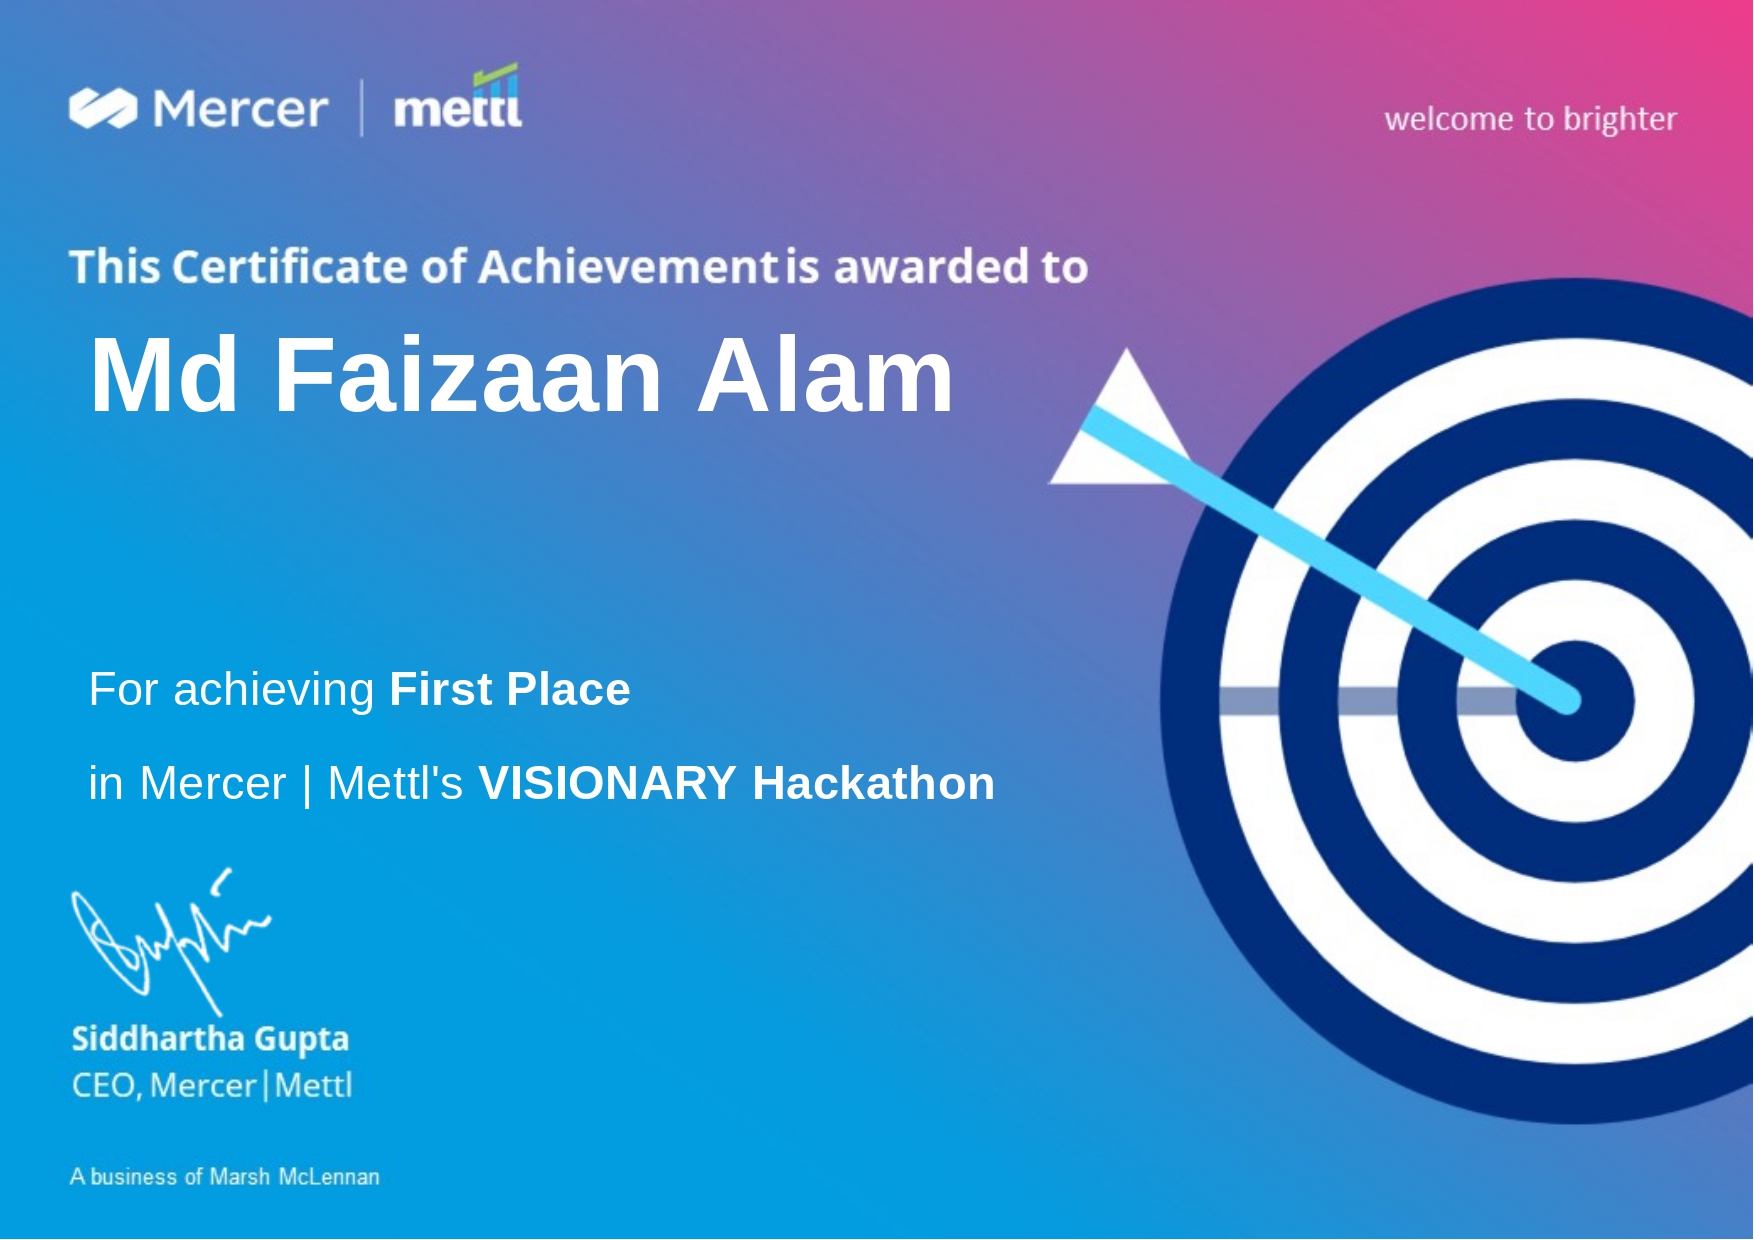 Mercer | mettl
welcome to brighter
This Certificate of Achievement is awarded to
Md Faizaan Alam
For achieving First Place
in Mercer | Mettl's VISIONARY Hackathon
Siddhartha Gupta
CEO, Mercer|Mettl
A business of Marsh McLennan